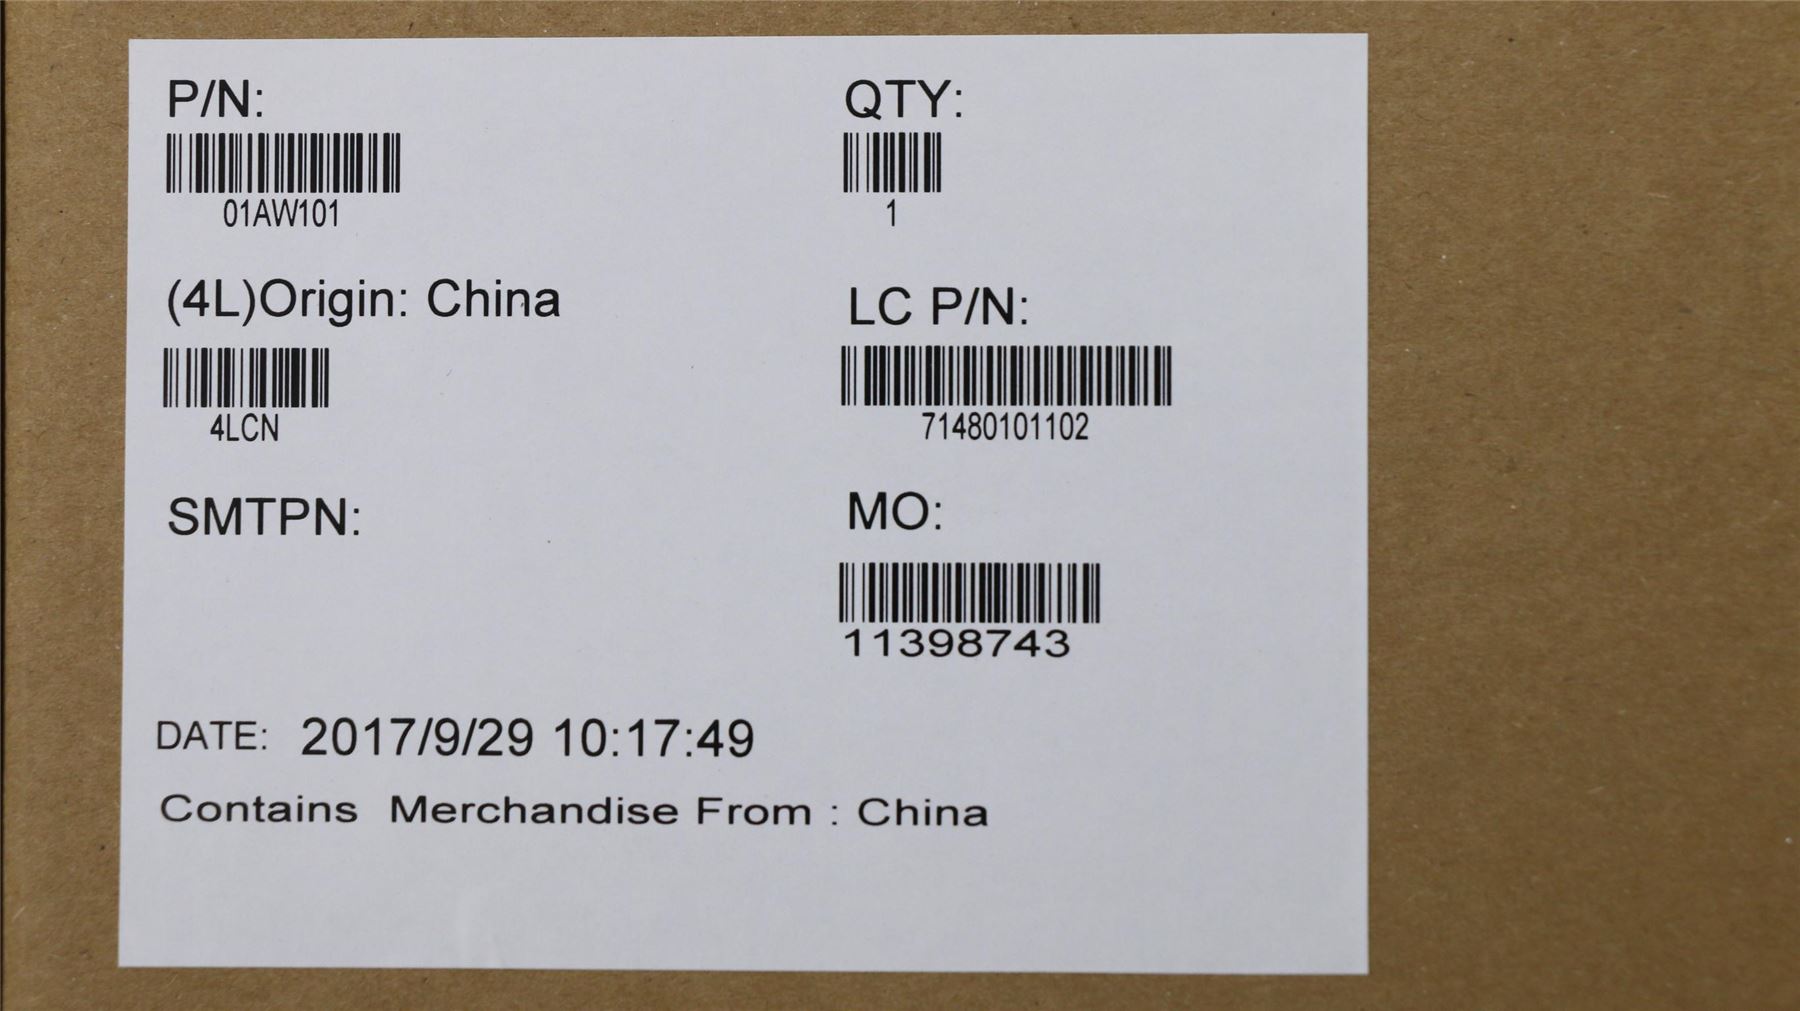 P/N:
01AW101
QTY:
1
(4L)Origin: China
4LCN
LC P/N:
71480101102
SMTPN:
MO:
11398743
DATE: 2017/9/29 10:17:49
Contains Merchandise From : China